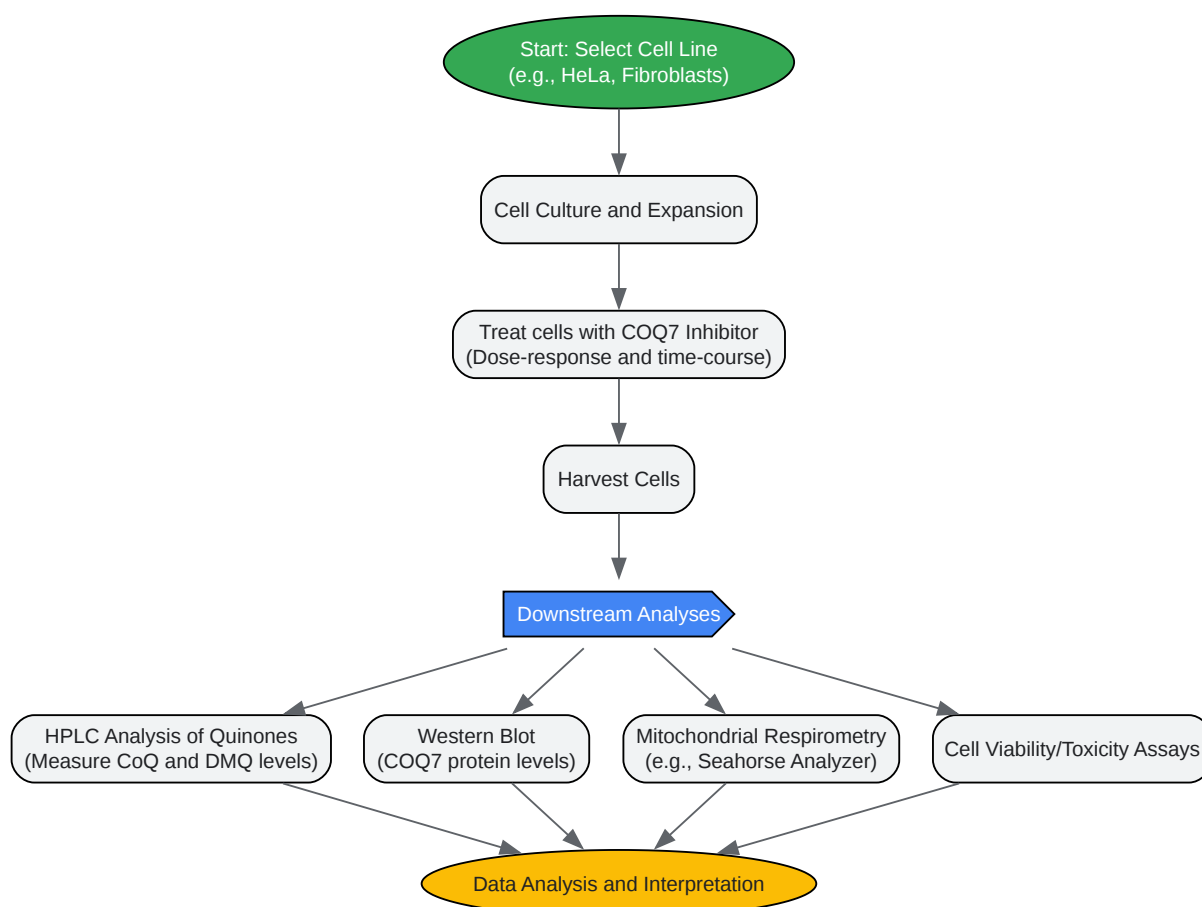 Start: Select Cell Line
(e.g., HeLa, Fibroblasts)
Cell Culture and Expansion
Treat cells with COQ7 Inhibitor
(Dose-response and time-course)
Harvest Cells
Downstream Analyses
HPLC Analysis of Quinones
(Measure CoQ and DMQ levels)
Western Blot
(COQ7 protein levels)
Mitochondrial Respirometry
(e.g., Seahorse Analyzer)
Cell Viability/Toxicity Assays
Data Analysis and Interpretation